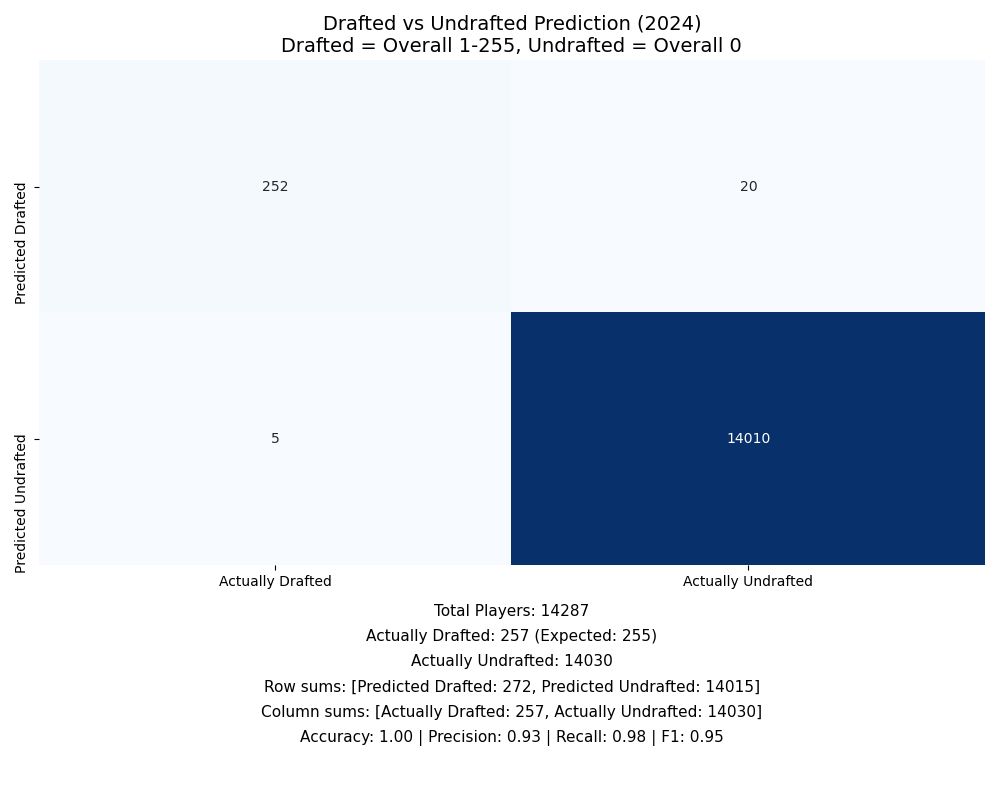 Drafted vs Undrafted Prediction (2024)
Drafted = Overall 1-255, Undrafted = Overall 0
Predicted Drafted
252
20
Predicted Undrafted
5
14010
Actually Drafted
Actually Undrafted
Total Players: 14287
Actually Drafted: 257 (Expected: 255)
Actually Undrafted: 14030
Row sums: [Predicted Drafted: 272, Predicted Undrafted: 14015]
Column sums: [Actually Drafted: 257, Actually Undrafted: 14030]
Accuracy: 1.00 | Precision: 0.93 | Recall: 0.98 | F1: 0.95